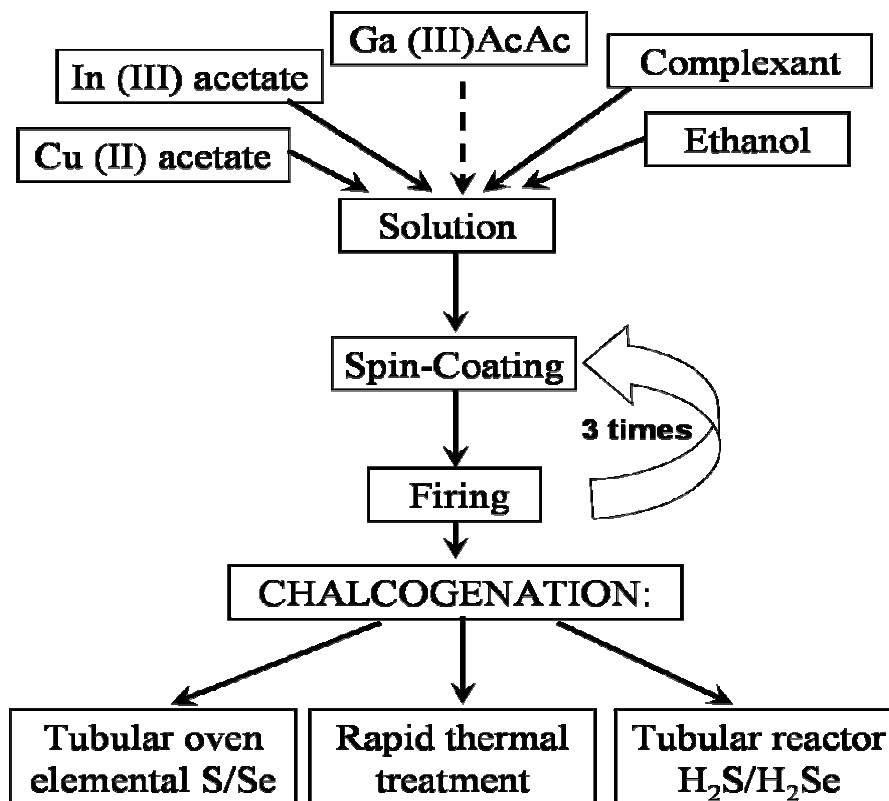 Ga (III)AcAc
In (III) acetate
Complexant
Cu (II) acetate
Ethanol
Solution
Spin-Coating
3 times
Firing
CHALCOGENATION:
Tubular oven
elemental S/Se
Rapid thermal
treatment
Tubular reactor
H₂S/H₂Se